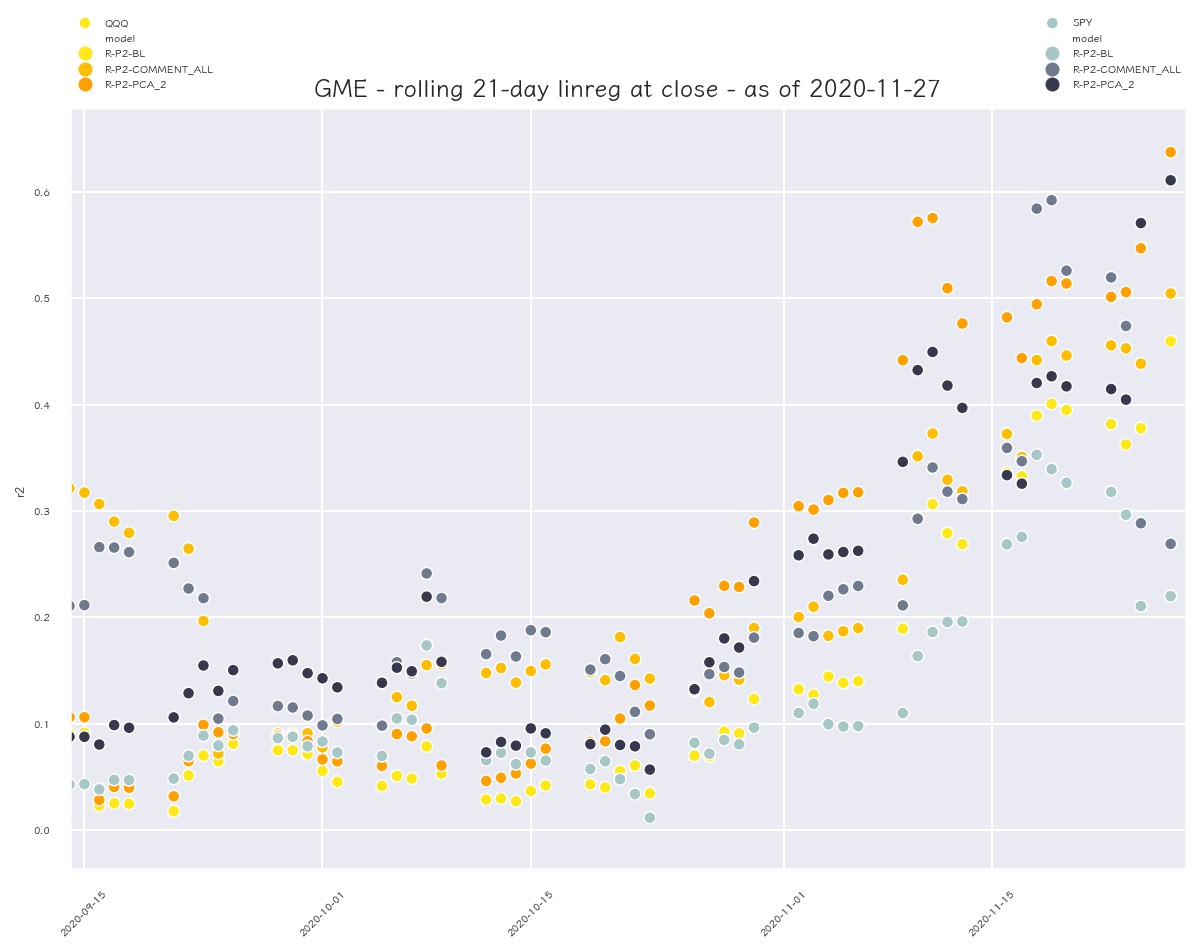 QQQ
model
R-P2-BL
R-P2-COMMENT_ALL
R-P2-PCA_2
SPY
model
R-P2-BL
R-P2-COMMENT_ALL
R-P2-PCA_2
GME - rolling 21-day linreg at close - as of 2020-11-27
r2
0.6
0.5
0.4
0.3
0.2
0.1
0.0
2020-09-15
2020-10-01
2020-10-15
2020-11-01
2020-11-15